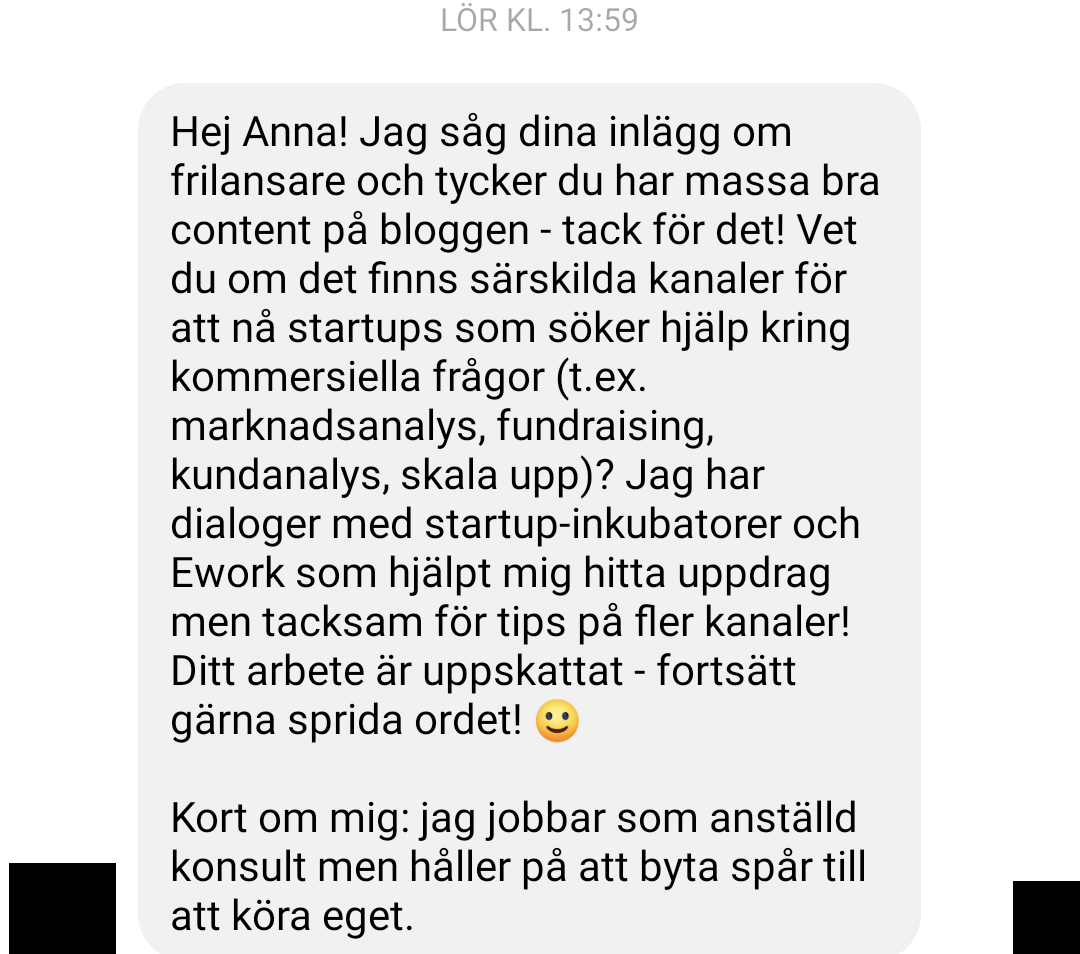 LÖR KL. 13:59
Hej Anna! Jag såg dina inlägg om
frilansare och tycker du har massa bra
content på bloggen - tack för det! Vet
du om det finns särskilda kanaler för
att nå startups som söker hjälp kring
kommersiella frågor (t.ex.
marknadsanalys, fundraising,
kundanalys, skala upp)? Jag har
dialoger med startup-inkubatorer och
Ework som hjälpt mig hitta uppdrag
men tacksam för tips på fler kanaler!
Ditt arbete är uppskattat - fortsätt
gärna sprida ordet! 🙂
Kort om mig: jag jobbar som anställd
konsult men håller på att byta spår till
att köra eget.